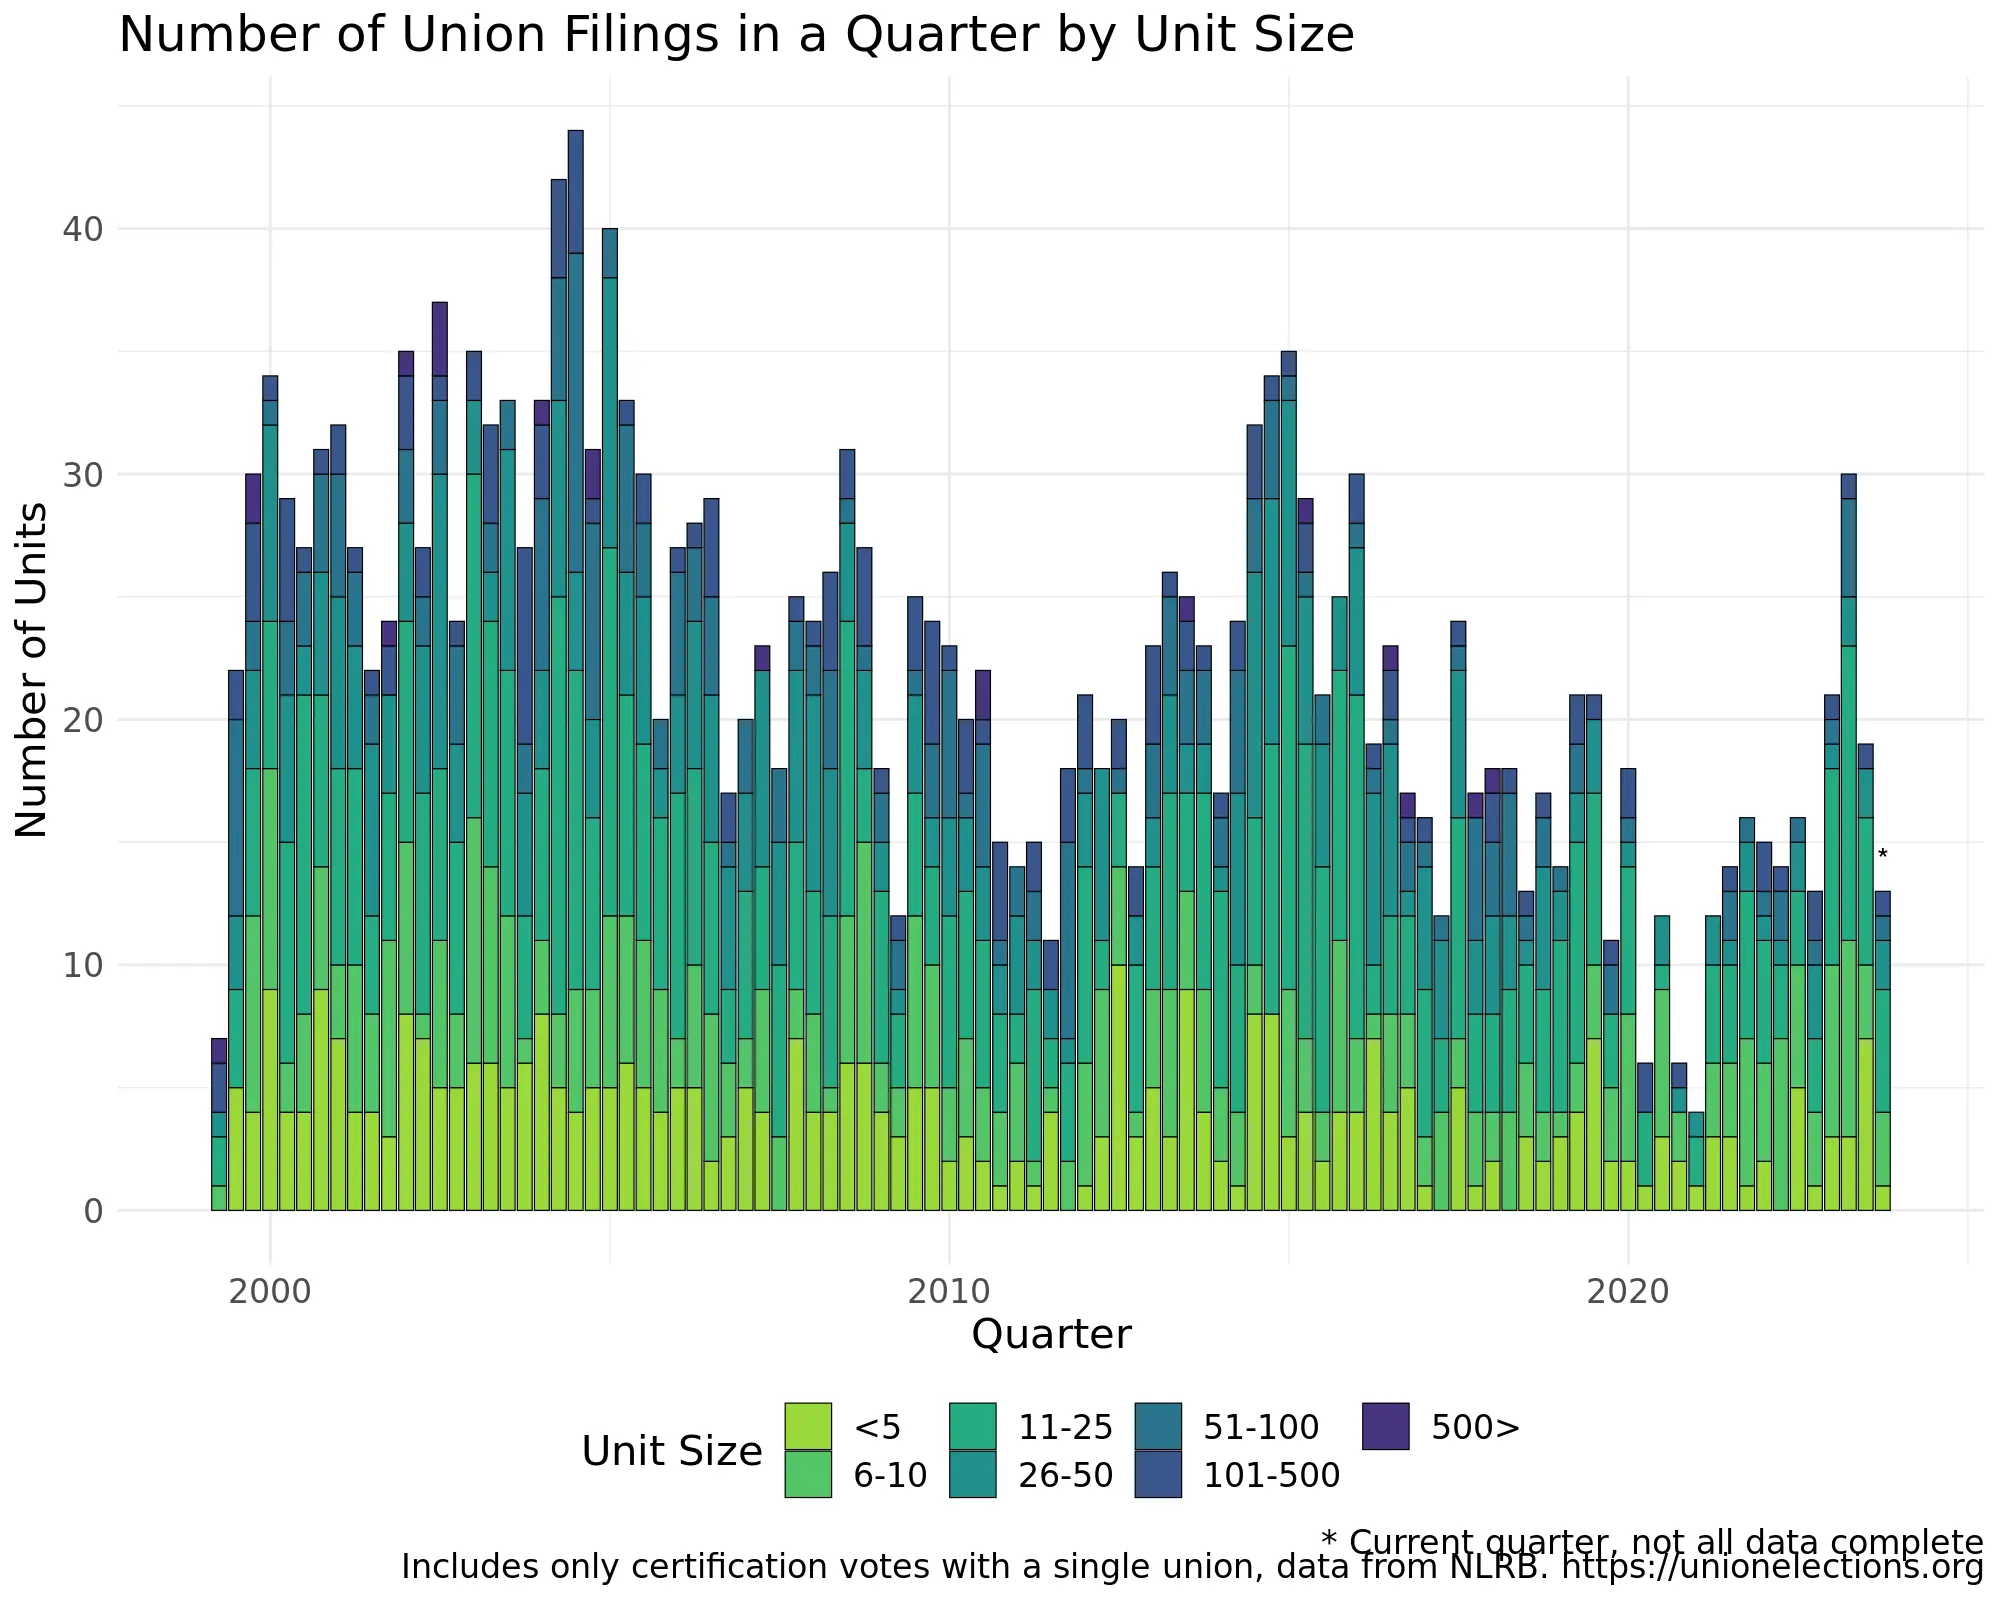 Number of Union Filings in a Quarter by Unit Size
Number of Units
40
30
20
10
0
*
2000 2010 2020
Quarter
Unit Size
<5 11-25 51-100 500>
6-10 26-50 101-500
* Current quarter, not all data complete
Includes only certification votes with a single union, data from NLRB. https://unionelections.org